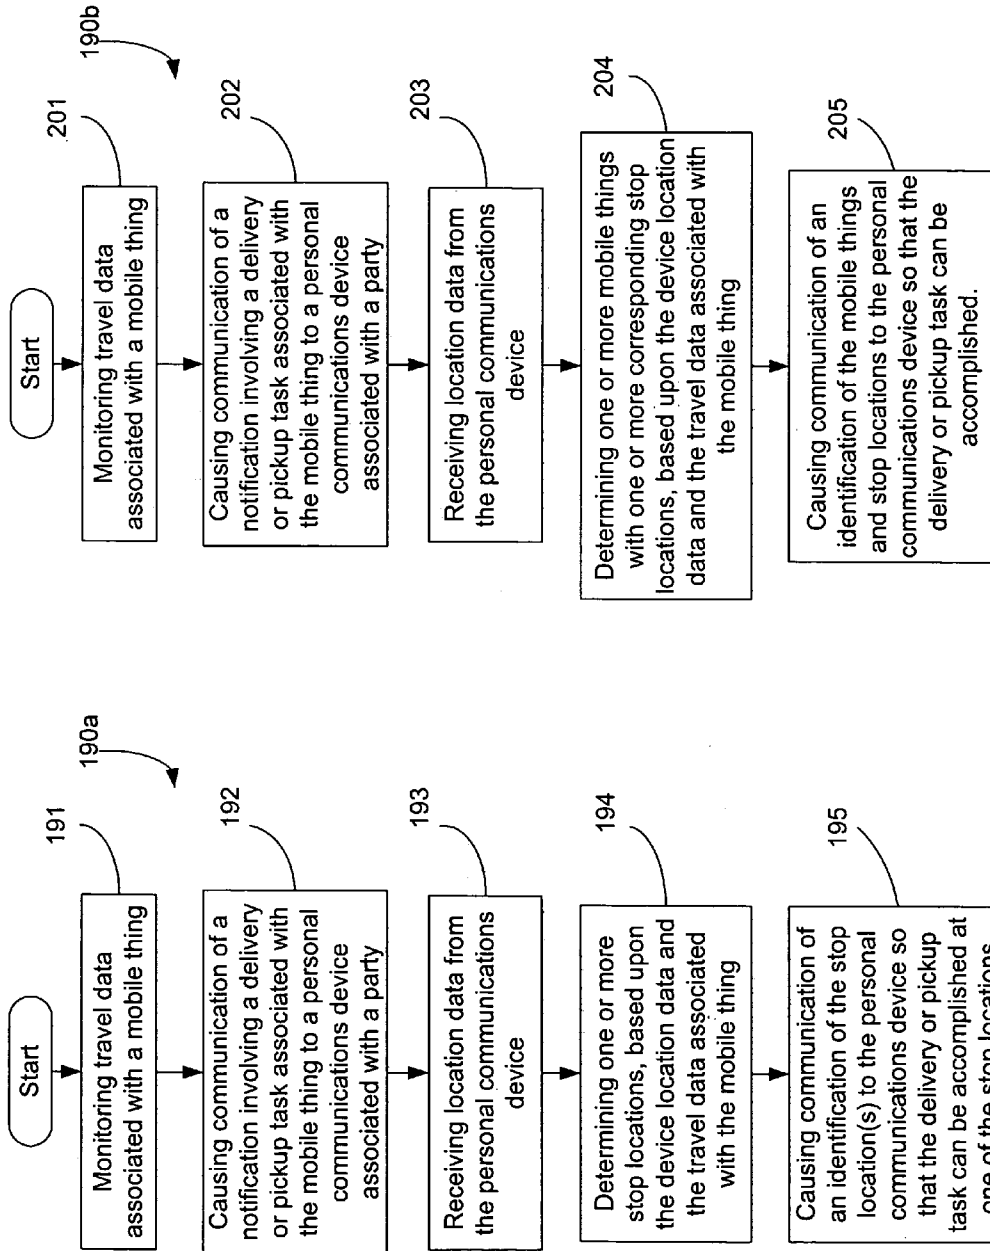 190a
Start
191
Monitoring travel data
associated with a mobile thing
192
Causing communication of a
notification involving a delivery
or pickup task associated with
the mobile thing to a personal
communications device
associated with a party
193
Receiving location data from
the personal communications
device
194
Determining one or more
stop locations, based upon
the device location data and
the travel data associated
with the mobile thing
195
Causing communication of
an identification of the stop
location(s) to the personal
communications device so
that the delivery or pickup
task can be accomplished at
one of the stop locations.
190b
Start
201
Monitoring travel data
associated with a mobile thing
202
Causing communication of a
notification involving a delivery
or pickup task associated with
the mobile thing to a personal
communications device
associated with a party
203
Receiving location data from
the personal communications
device
204
Determining one or more mobile things
with one or more corresponding stop
locations, based upon the device location
data and the travel data associated with
the mobile thing
205
Causing communication of an
identification of the mobile things
and stop locations to the personal
communications device so that the
delivery or pickup task can be
accomplished.